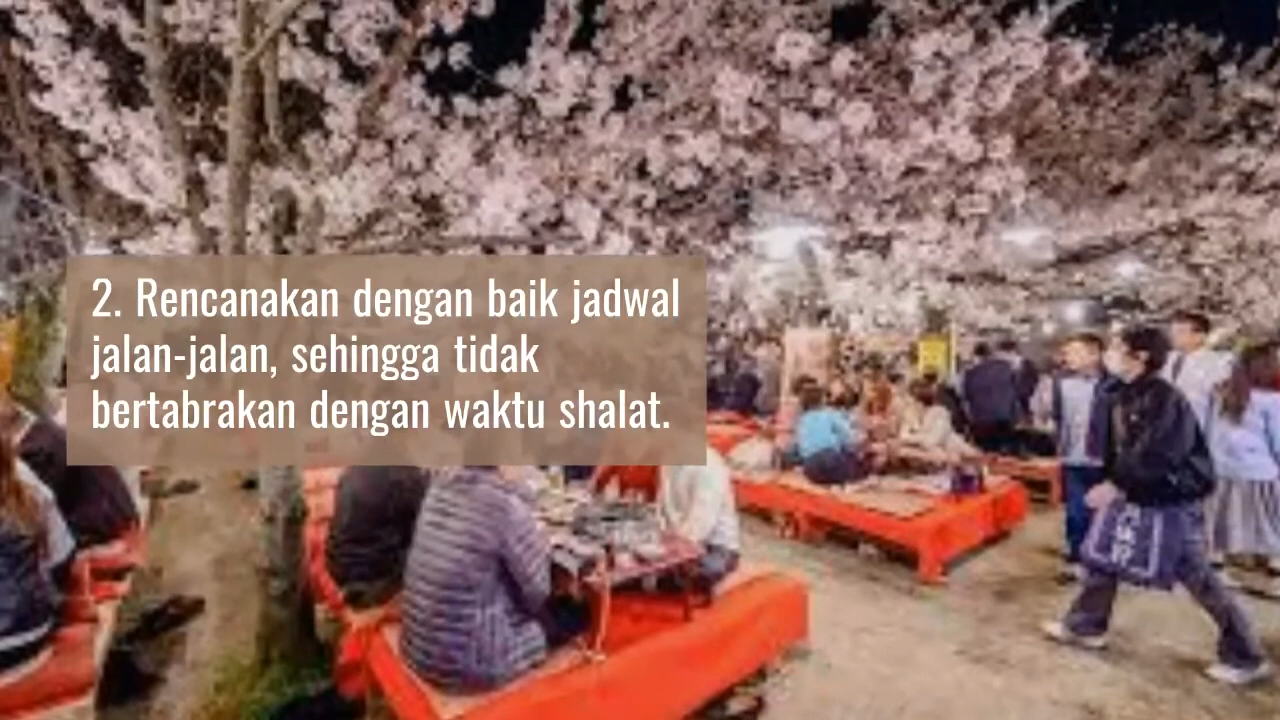 2. Rencanakan dengan baik jadwal
jalan-jalan, sehingga tidak
bertabrakan dengan waktu shalat.